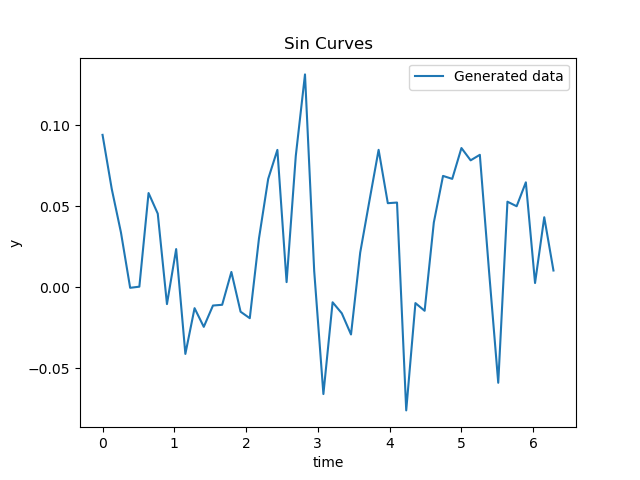 Sin Curves
Generated data
0.10
0.05
0.00
−0.05
y
0 1 2 3 4 5 6
time